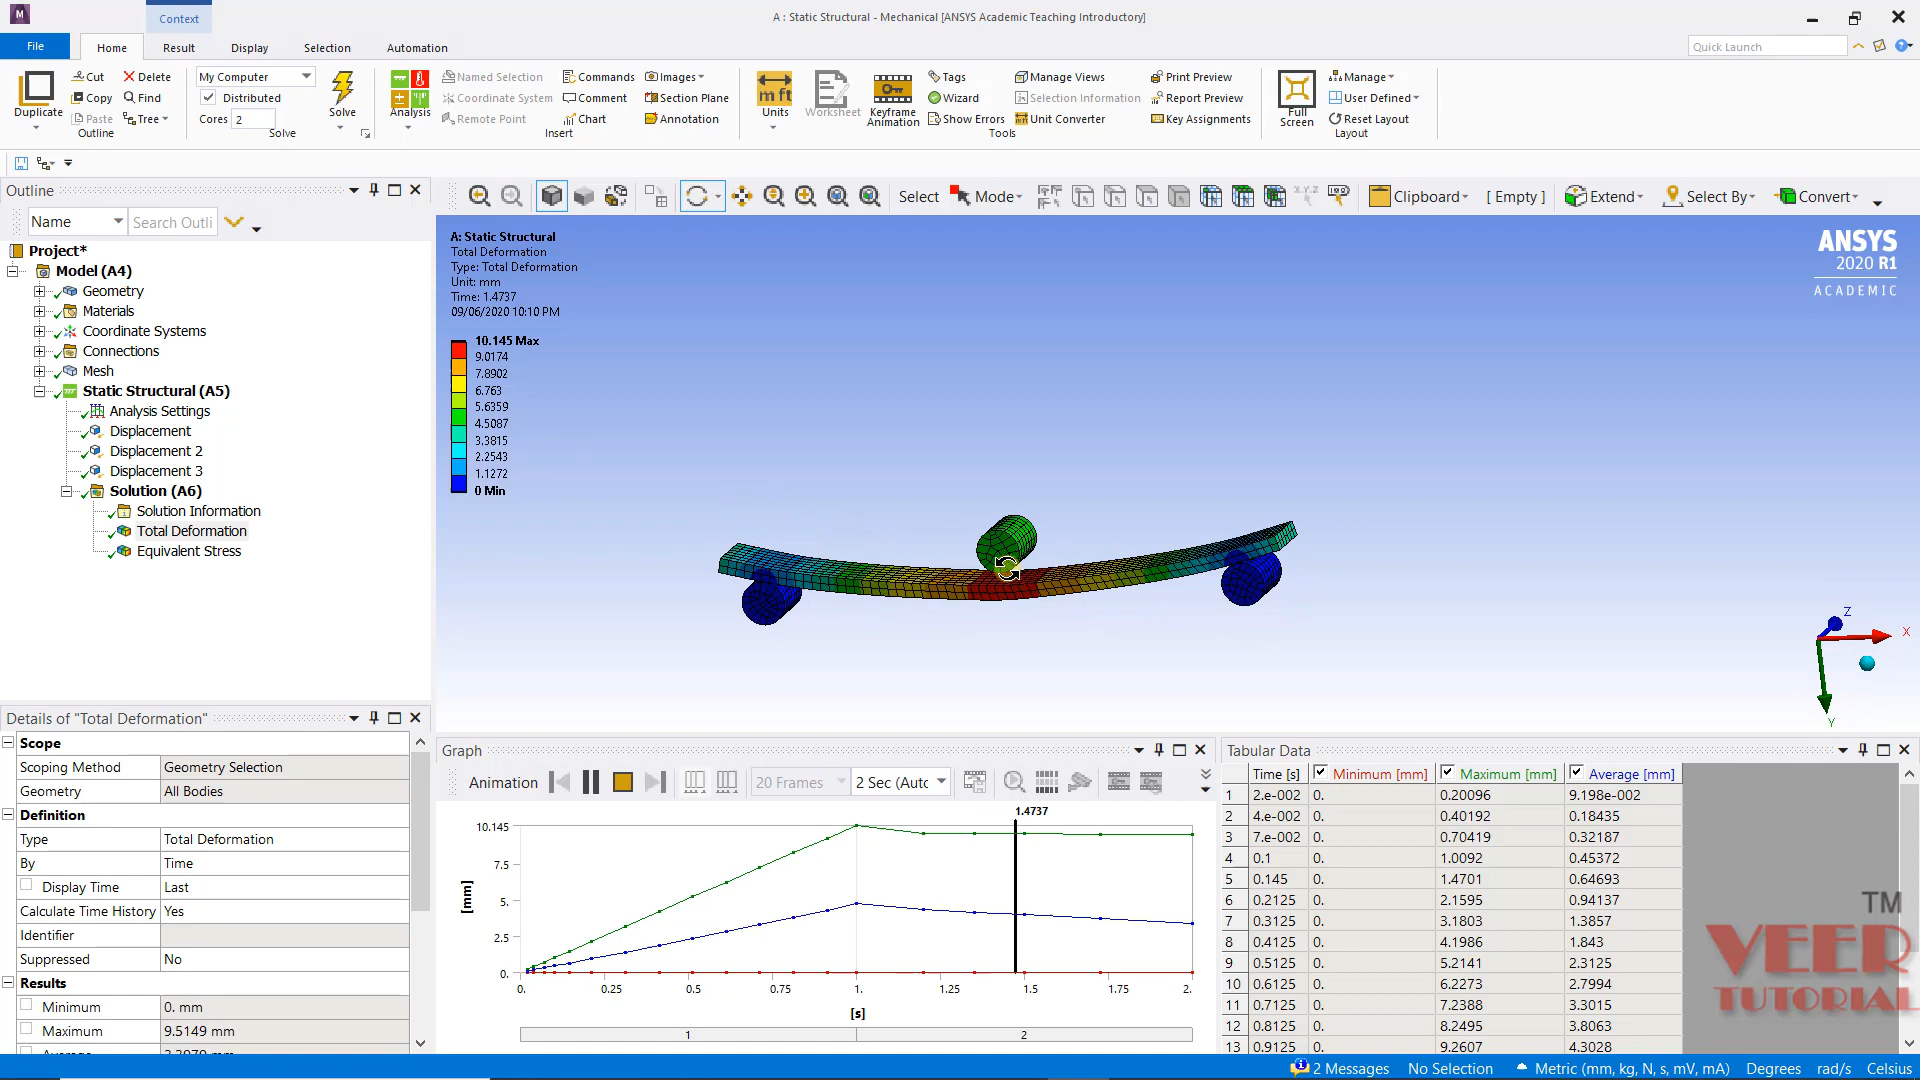 M
Context
A : Static Structural - Mechanical [ANSYS Academic Teaching Introductory]
File
Home
Result
Display
Selection
Automation
Quick Launch
Duplicate
Cut
Copy
Paste
Delete
Find
Tree
Outline
My Computer
Distributed
Cores 2
Solve
Solve
Analysis
Named Selection
Coordinate System
Remote Point
Commands
Comment
Chart
Images
Section Plane
Annotation
Insert
Units
Worksheet
Keyframe Animation
Tags
Wizard
Show Errors
Manage Views
Selection Information
Unit Converter
Print Preview
Report Preview
Key Assignments
Tools
Full Screen
Manage
User Defined
Reset Layout
Layout
Outline
Name
Search Outli
Project*
Model (A4)
Geometry
Materials
Coordinate Systems
Connections
Mesh
Static Structural (A5)
Analysis Settings
Displacement
Displacement 2
Displacement 3
Solution (A6)
Solution Information
Total Deformation
Equivalent Stress
Select
Mode
Clipboard
[ Empty ]
Extend
Select By
Convert
A: Static Structural
Total Deformation
Type: Total Deformation
Unit: mm
Time: 1.4737
09/06/2020 10:10 PM
10.145 Max
9.0174
7.8902
6.763
5.6359
4.5087
3.3815
2.2543
1.1272
0 Min
ANSYS
2020 R1
ACADEMIC
Z
X
Y
Details of "Total Deformation"
Scope
Scoping Method Geometry Selection
Geometry All Bodies
Definition
Type Total Deformation
By Time
Display Time Last
Calculate Time History Yes
Identifier
Suppressed No
Results
Minimum 0. mm
Maximum 9.5149 mm
Graph
Animation
20 Frames
2 Sec (Autc
1.4737
10.145
7.5
5.
2.5
0.
[mm]
0. 0.25 0.5 0.75 1. 1.25 1.5 1.75 2.
[s]
1 2
Tabular Data
Time [s] Minimum [mm] Maximum [mm] Average [mm]
1 2.e-002 0. 0.20096 9.198e-002
2 4.e-002 0. 0.40192 0.18435
3 7.e-002 0. 0.70419 0.32187
4 0.1 0. 1.0092 0.45372
5 0.145 0. 1.4701 0.64693
6 0.2125 0. 2.1595 0.94137
7 0.3125 0. 3.1803 1.3857
8 0.4125 0. 4.1986 1.843
9 0.5125 0. 5.2141 2.3125
10 0.6125 0. 6.2273 2.7994
11 0.7125 0. 7.2388 3.3015
12 0.8125 0. 8.2495 3.8063
13 0.9125 0. 9.2607 4.3028
TM
VEER
TUTORIAL
2 Messages
No Selection
Metric (mm, kg, N, s, mV, mA)
Degrees
rad/s
Celsius